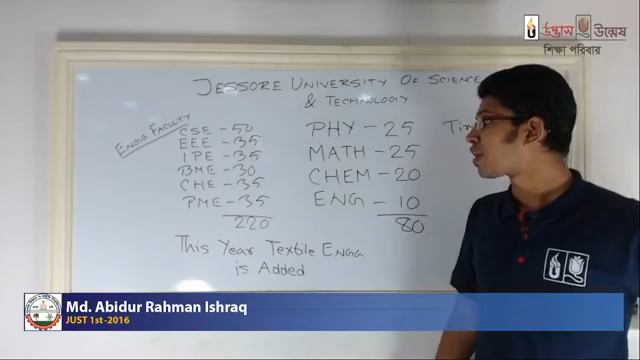 উদ্ভাস উন্মেষ
শিক্ষা পরিবার
JESSORE UNIVERSITY OF SCIENCE
& TECHNOLOGY
ENGG FACULTY
CSE - 50
EEE - 35
IPE - 35
BME - 30
CHE - 35
PME - 35
220
PHY - 25
MATH - 25
CHEM - 20
ENG - 10
80
Tim
This Year Textile ENGG
is Added
Md. Abidur Rahman Ishraq
JUST 1st-2016